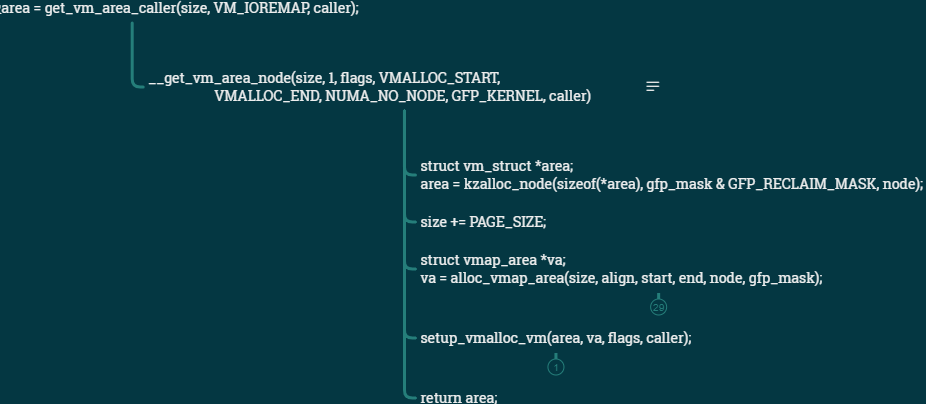 area = get_vm_area_caller(size, VM_IOREMAP, caller);
__get_vm_area_node(size, 1, flags, VMALLOC_START,
VMALLOC_END, NUMA_NO_NODE, GFP_KERNEL, caller)
struct vm_struct *area;
area = kzalloc_node(sizeof(*area), gfp_mask & GFP_RECLAIM_MASK, node);
size += PAGE_SIZE;
struct vmap_area *va;
va = alloc_vmap_area(size, align, start, end, node, gfp_mask);
29
setup_vmalloc_vm(area, va, flags, caller);
1
return area;